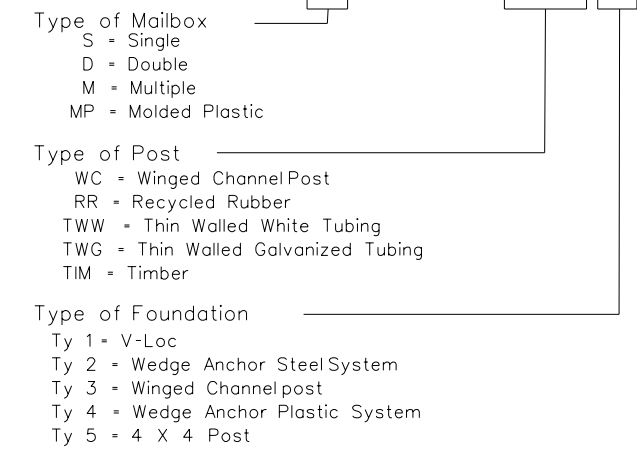 Type of Mailbox
S = Single
D = Double
M = Multiple
MP = Molded Plastic
Type of Post
WC = Winged Channel Post
RR = Recycled Rubber
TWW = Thin Walled White Tubing
TWG = Thin Walled Galvanized Tubing
TIM = Timber
Type of Foundation
Ty 1 = V-Loc
Ty 2 = Wedge Anchor Steel System
Ty 3 = Winged Channel post
Ty 4 = Wedge Anchor Plastic System
Ty 5 = 4 X 4 Post